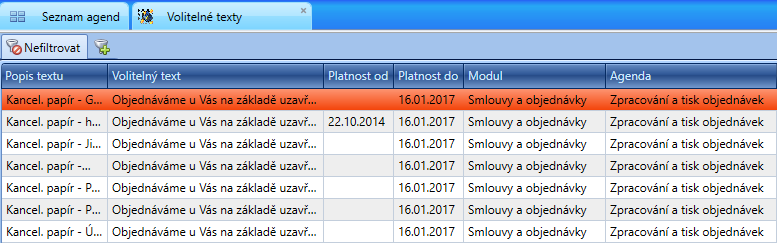 Seznam agend Volitelné texty
Nefiltrovat
Popis textu Volitelný text Platnost od Platnost do Modul Agenda
Kancel. papír - G... Objednáváme u Vás na základě uzavř... 16.01.2017 Smlouvy a objednávky Zpracování a tisk objednávek
Kancel. papír - h... Objednáváme u Vás na základě uzavř... 22.10.2014 16.01.2017 Smlouvy a objednávky Zpracování a tisk objednávek
Kancel. papír - Ji... Objednáváme u Vás na základě uzavř... 16.01.2017 Smlouvy a objednávky Zpracování a tisk objednávek
Kancel. papír -... Objednáváme u Vás na základě uzavř... 16.01.2017 Smlouvy a objednávky Zpracování a tisk objednávek
Kancel. papír - P... Objednáváme u Vás na základě uzavř... 16.01.2017 Smlouvy a objednávky Zpracování a tisk objednávek
Kancel. papír - P... Objednáváme u Vás na základě uzavř... 16.01.2017 Smlouvy a objednávky Zpracování a tisk objednávek
Kancel. papír - Ú... Objednáváme u Vás na základě uzavř... 16.01.2017 Smlouvy a objednávky Zpracování a tisk objednávek